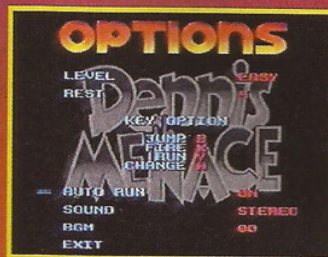 OPTIONS
LEVEL EASY
REST
Dennis
MENACE
KEY OPTION
JUMP B
FIRE X
RUN Y
CHANGE A
AUTO RUN ON
SOUND STEREO
BGM 00
EXIT